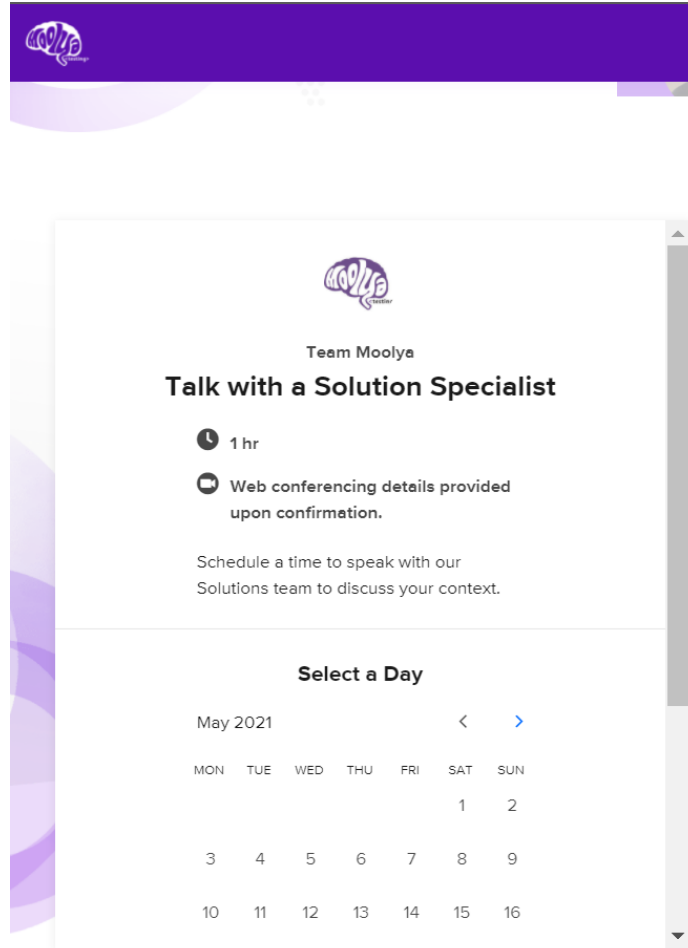 Moolya
Moolya
Team Moolya
Talk with a Solution Specialist
1 hr
Web conferencing details provided
upon confirmation.
Schedule a time to speak with our
Solutions team to discuss your context.
Select a Day
May 2021
MON TUE WED THU FRI SAT SUN
1 2
3 4 5 6 7 8 9
10 11 12 13 14 15 16